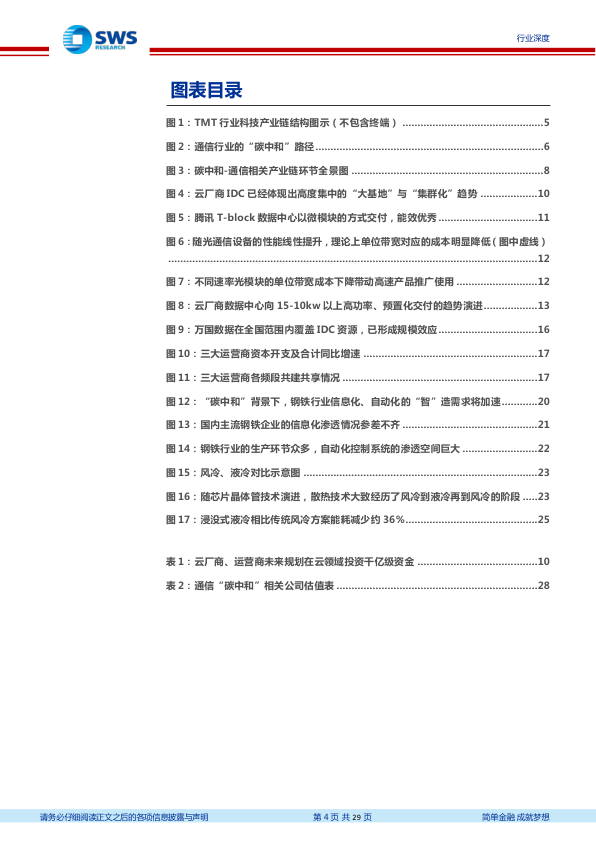 SWS
RESEARCH
行业深度
图表目录
图 1：TMT 行业科技产业链结构图示（不包含终端） ................................................5
图 2：通信行业的“碳中和”路径............................................................................6
图 3：碳中和-通信相关产业链环节全景图 ................................................................8
图 4：云厂商 IDC 已经体现出高度集中的“大基地”与“集群化”趋势 ...................10
图 5：腾讯 T-block 数据中心以微模块的方式交付，能效优秀.................................11
图 6：随光通信设备的性能线性提升，理论上单位带宽对应的成本明显降低（图中虚线）
..........................................................................................................................12
图 7：不同速率光模块的单位带宽成本下降带动高速产品推广使用 ...........................12
图 8：云厂商数据中心向 15-10kw 以上高功率、预置化交付的趋势演进..................13
图 9：万国数据在全国范围内覆盖 IDC 资源，已形成规模效应.................................16
图 10：三大运营商资本开支及合计同比增速 ..........................................................17
图 11：三大运营商各频段共建共享情况 .................................................................17
图 12：“碳中和”背景下，钢铁行业信息化、自动化的“智”造需求将加速............20
图 13：国内主流钢铁企业的信息化渗透情况参差不齐 .............................................21
图 14：钢铁行业的生产环节众多，自动化控制系统的渗透空间巨大 .........................22
图 15：风冷、液冷对比示意图 ..............................................................................23
图 16：随芯片晶体管技术演进，散热技术大致经历了风冷到液冷再到风冷的阶段 .....23
图 17：浸没式液冷相比传统风冷方案能耗减少约 36%............................................25
表 1：云厂商、运营商未来规划在云领域投资千亿级资金 ........................................10
表 2：通信“碳中和”相关公司估值表 ...................................................................28
请务必仔细阅读正文之后的各项信息披露与声明
第 4 页 共 29 页
简单金融 成就梦想